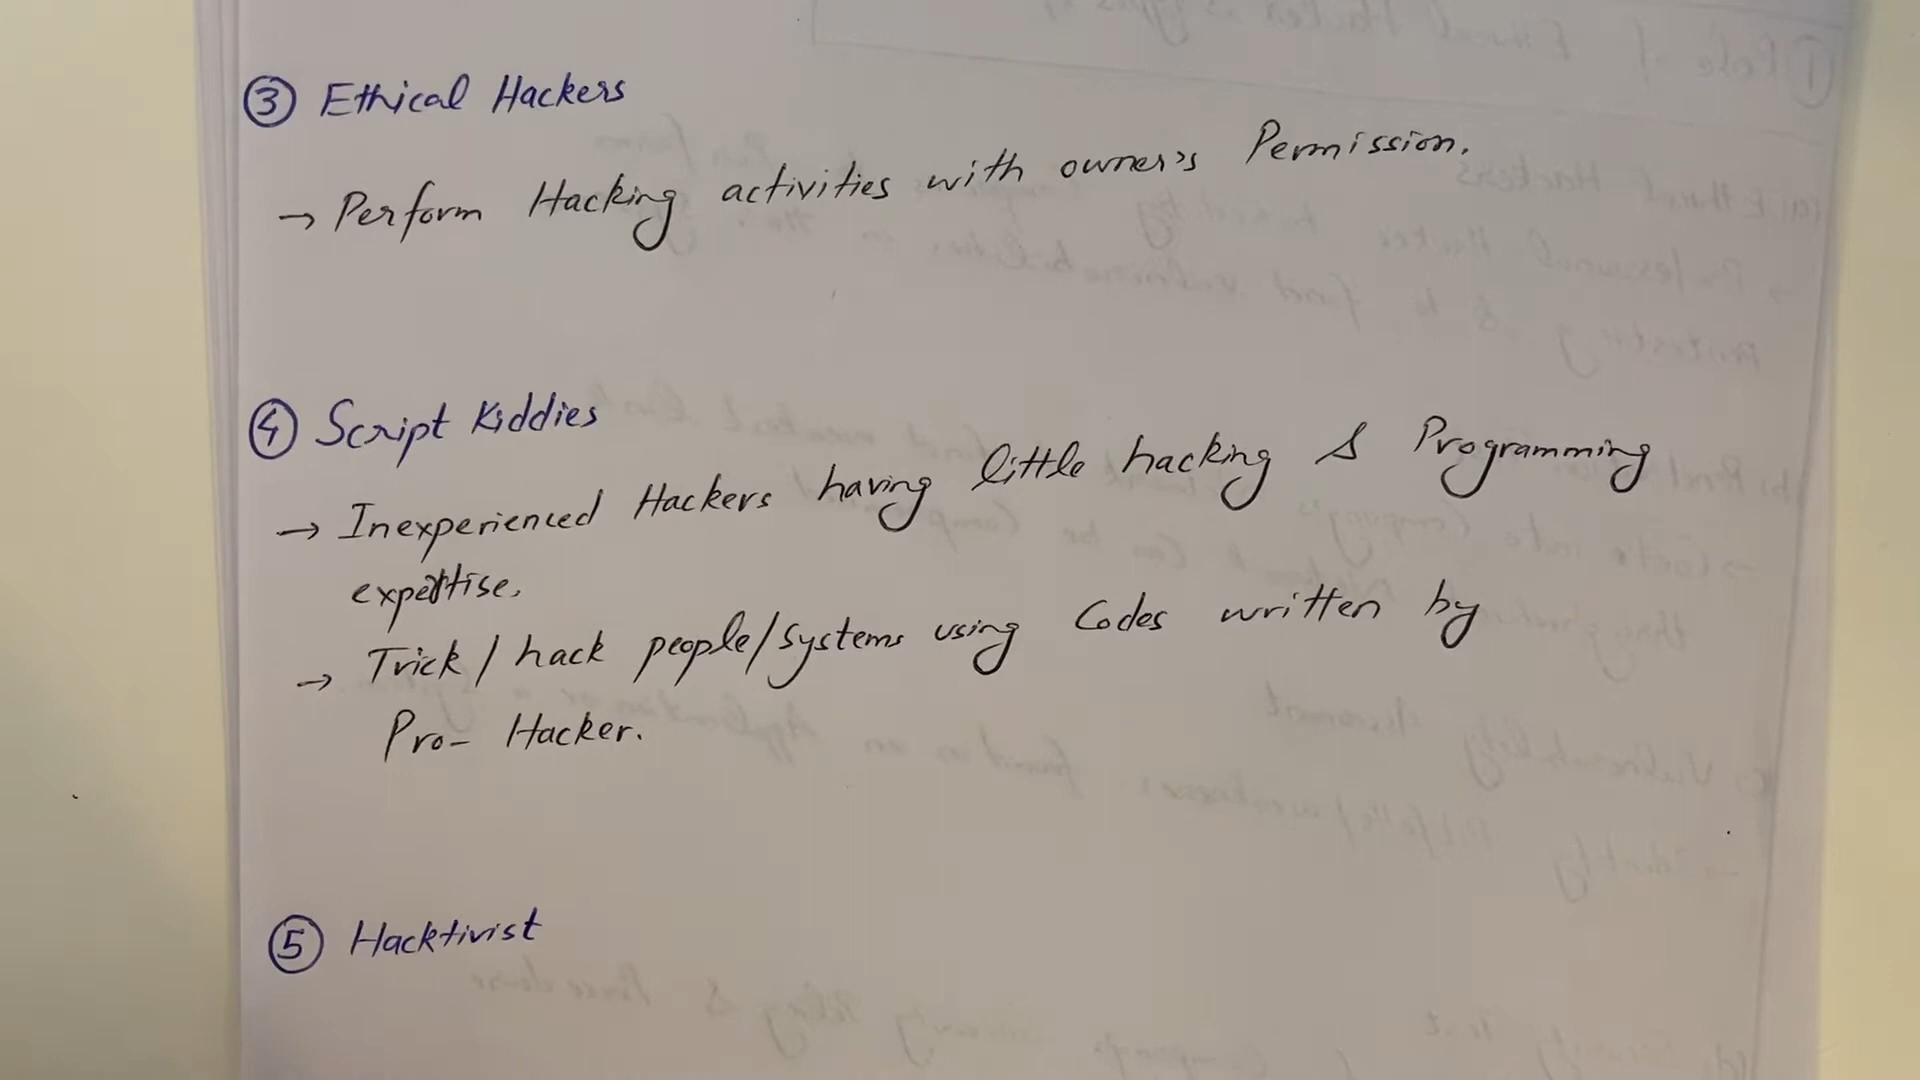 ③ Ethical Hackers
→ Perform Hacking activities with owner's Permission.
④ Script Kiddies
→ Inexperienced Hackers having little hacking & Programming
expertise.
→ Trick / hack people/systems using Codes written by
Pro- Hacker.
⑤ Hacktivist